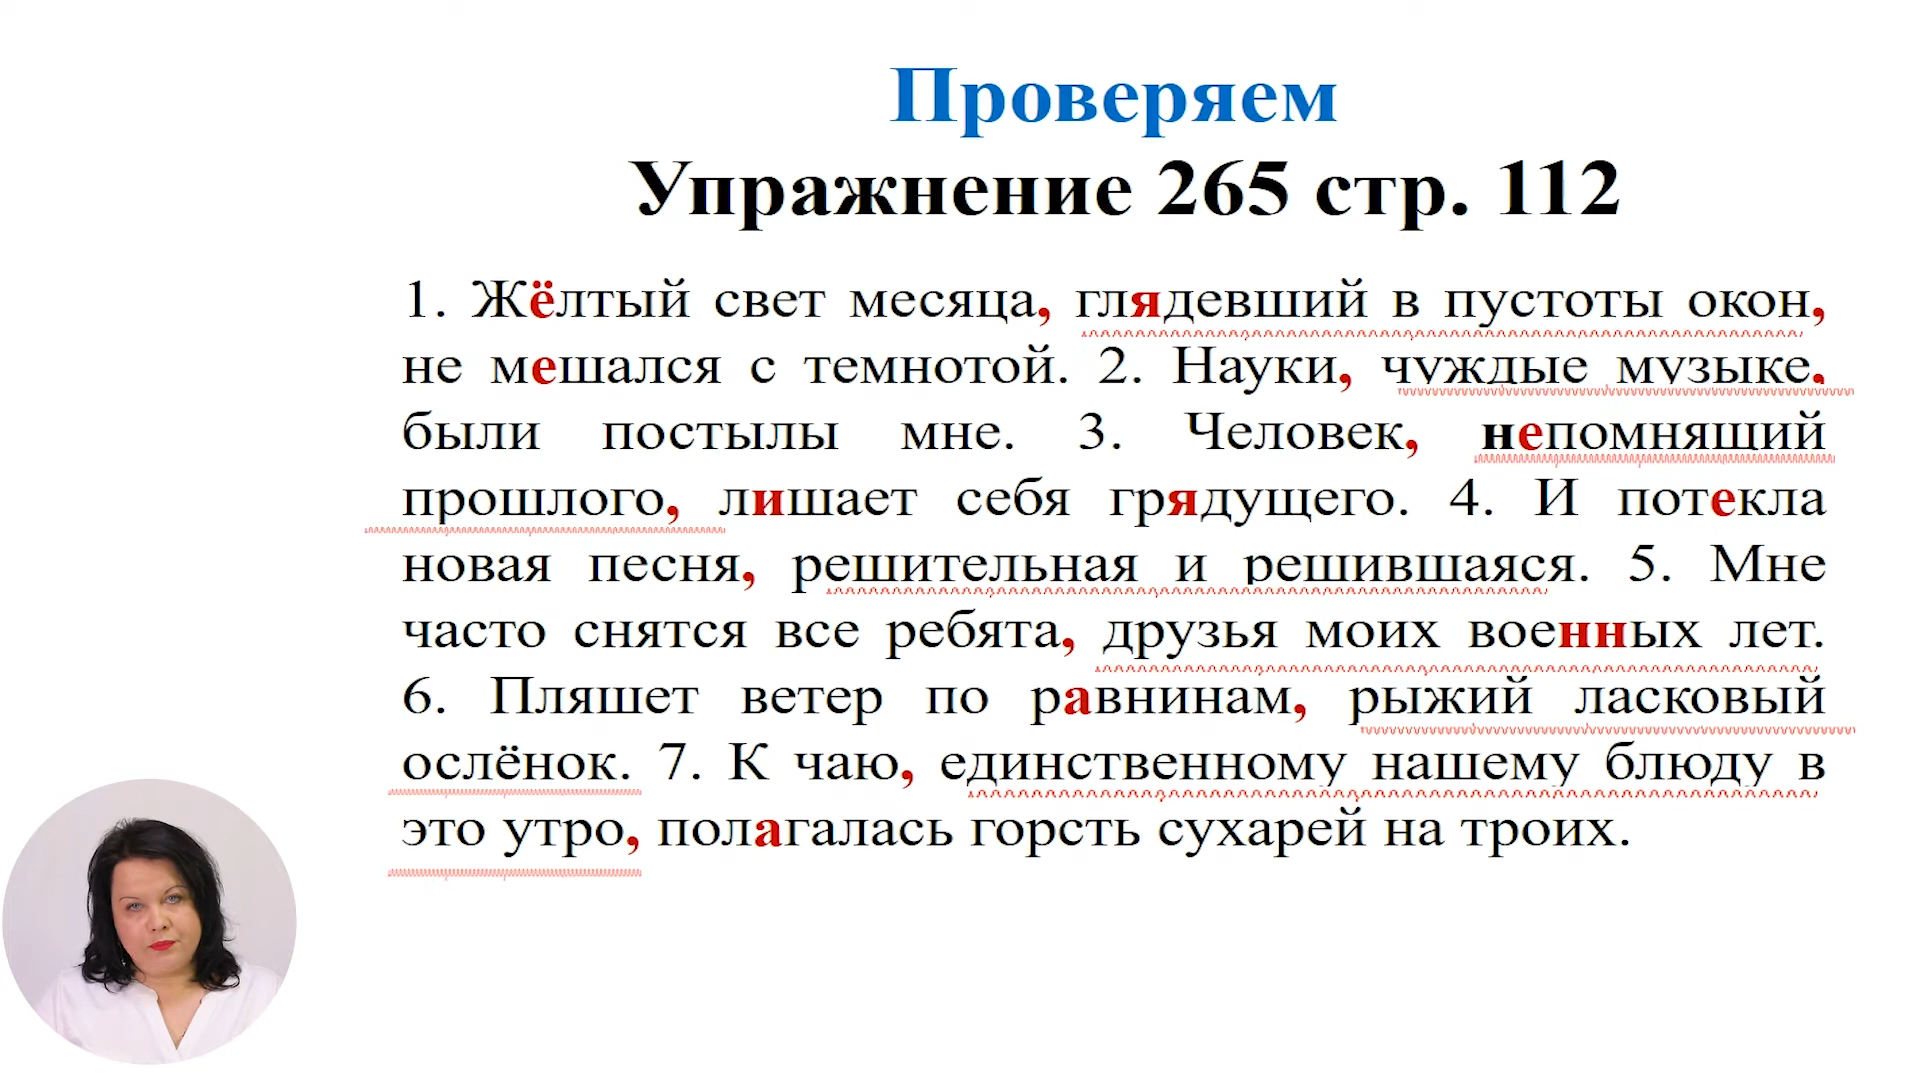 Проверяем
Упражнение 265 стр. 112
1. Жёлтый свет месяца, глядевший в пустоты окон,
не мешался с темнотой. 2. Науки, чуждые музыке,
были постылы мне. 3. Человек, непомнящий
прошлого, лишает себя грядущего. 4. И потекла
новая песня, решительная и решившаяся. 5. Мне
часто снятся все ребята, друзья моих военных лет.
6. Пляшет ветер по равнинам, рыжий ласковый
ослёнок. 7. К чаю, единственному нашему блюду в
это утро, полагалась горсть сухарей на троих.